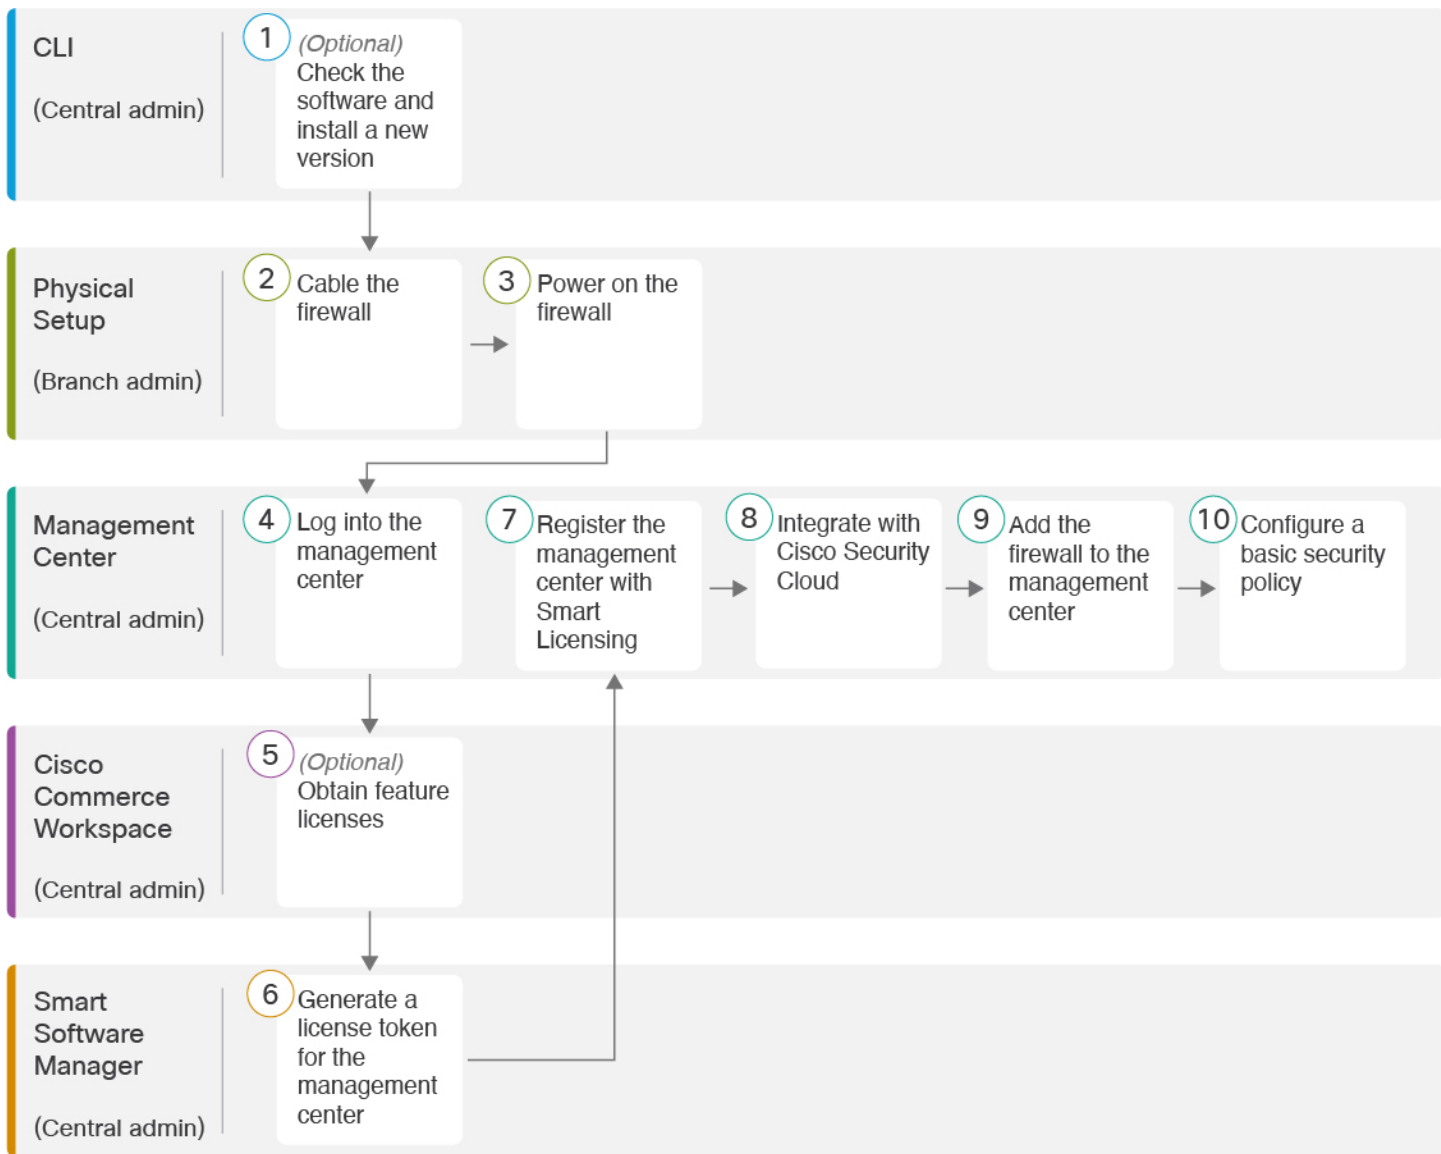 CLI
(Central admin)
1
(Optional)
Check the
software and
install a new
version
Physical
Setup
(Branch admin)
2
Cable the
firewall
3
Power on the
firewall
Management
Center
(Central admin)
4
Log into the
management
center
7
Register the
management
center with
Smart
Licensing
8
Integrate with
Cisco Security
Cloud
9
Add the
firewall to the
management
center
10
Configure a
basic security
policy
Cisco
Commerce
Workspace
(Central admin)
5
(Optional)
Obtain feature
licenses
Smart
Software
Manager
(Central admin)
6
Generate a
license token
for the
management
center